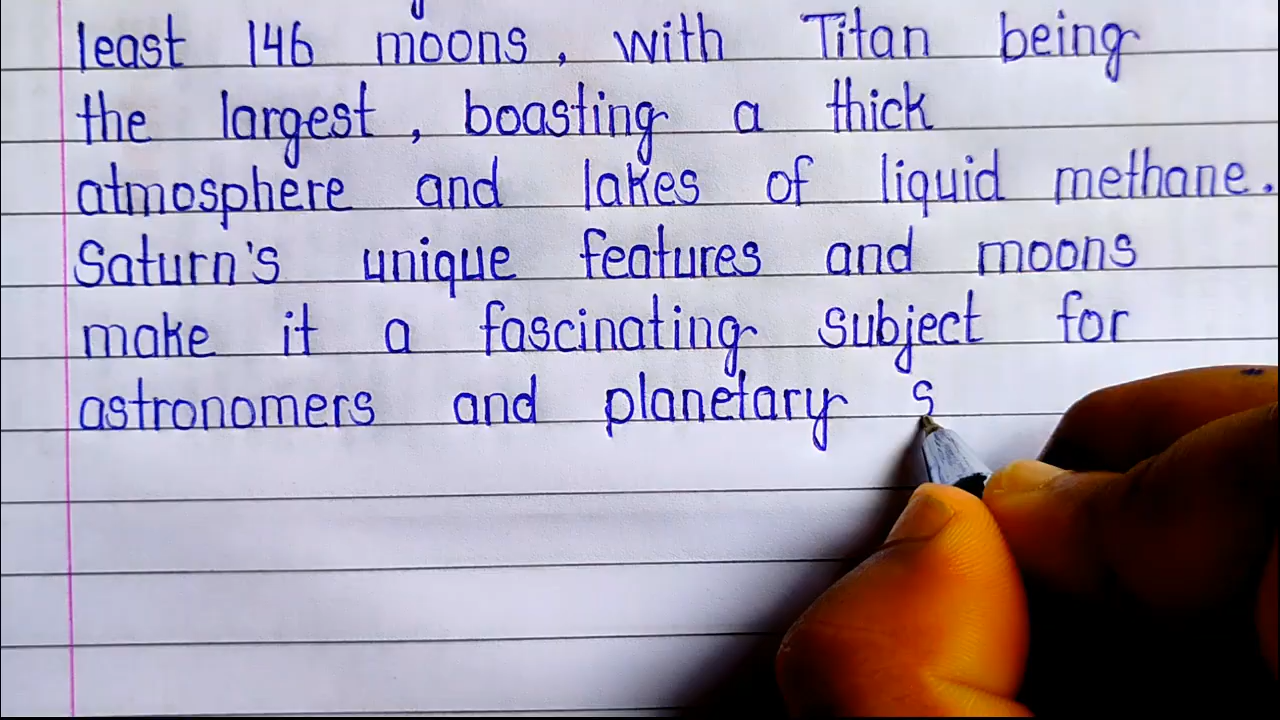 least 146 moons, with Titan being
the largest, boasting a thick
atmosphere and lakes of liquid methane.
Saturn's unique features and moons
make it a fascinating subject for
astronomers and planetary s